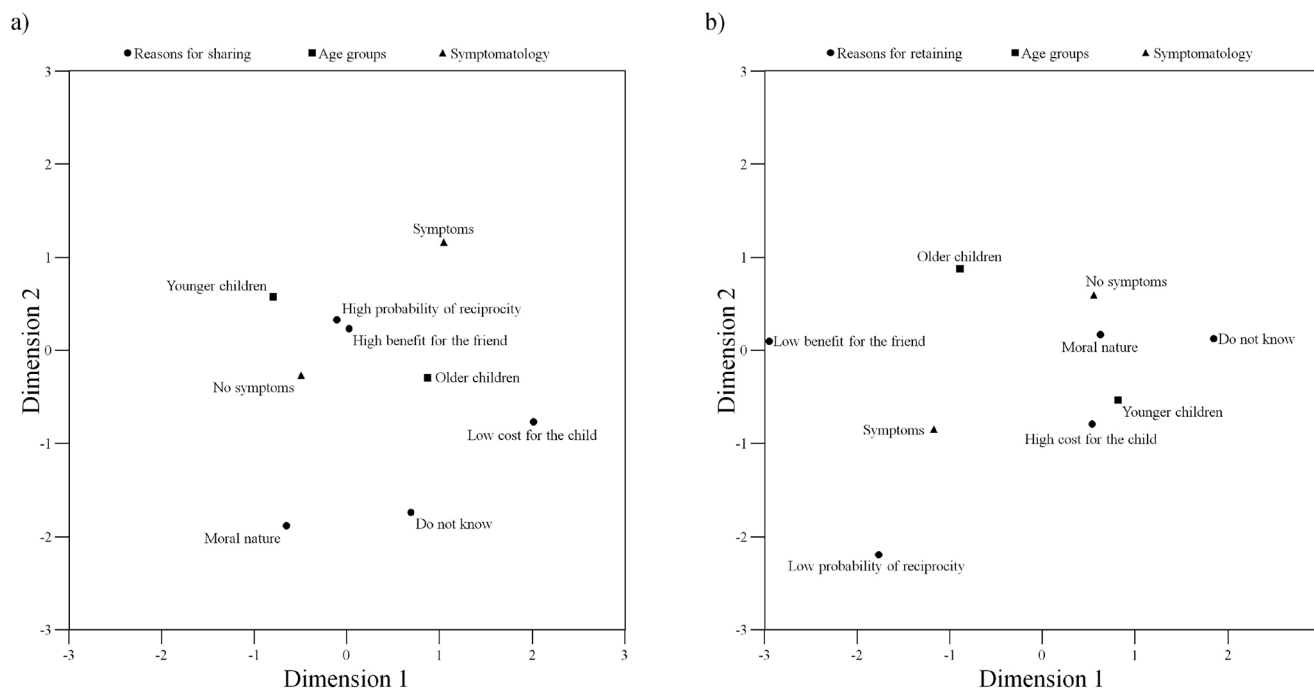 a)
Reasons for sharing Age groups Symptomatology
3
2
1
0
-1
-2
-3
Dimension 2
Symptoms
Younger children
High probability of reciprocity
High benefit for the friend
No symptoms
Older children
Low cost for the child
Do not know
Moral nature
-3 -2 -1 0 1 2 3
Dimension 1
b)
Reasons for retaining Age groups Symptomatology
3
2
1
0
-1
-2
-3
Dimension 2
Older children
No symptoms
Low benefit for the friend
Moral nature
Do not know
Younger children
Symptoms
High cost for the child
Low probability of reciprocity
-3 -2 -1 0 1 2
Dimension 1